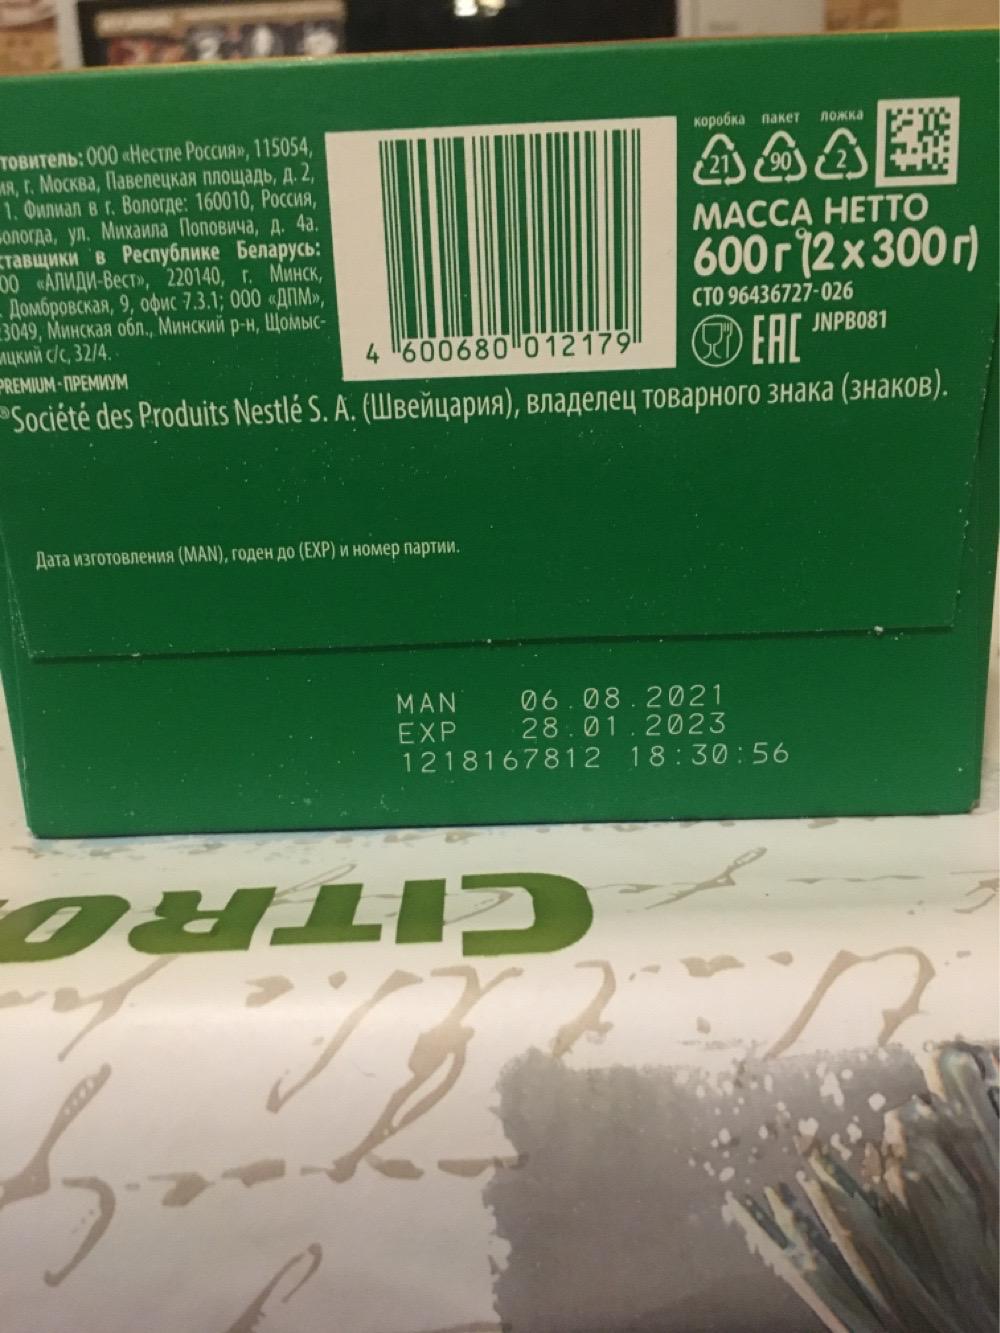 товитель: ООО «Нестле Россия», 115054,
ия, г. Москва, Павелецкая площадь, д. 2,
1. Филиал в г. Вологде: 160010, Россия,
ологда, ул. Михаила Поповича, д. 4а.
ставщики в Республике Беларусь:
ОО «АЛИДИ-Вест», 220140, г. Минск,
Домбровская, 9, офис 7.3.1; ООО «ДПМ»,
3049, Минская обл., Минский р-н, Щомыс-
ицкий с/с, 32/4.
PREMIUM - ПРЕМИУМ
4 600680 012179
коробка пакет ложка
21 90 2
МАССА НЕТТО
600 г (2 x 300 г)
СТО 96436727-026
EAC JNPB081
®Société des Produits Nestlé S. A. (Швейцария), владелец товарного знака (знаков).
Дата изготовления (MAN), годен до (EXP) и номер партии.
MAN 06.08.2021
EXP 28.01.2023
1218167812 18:30:56
CITRO